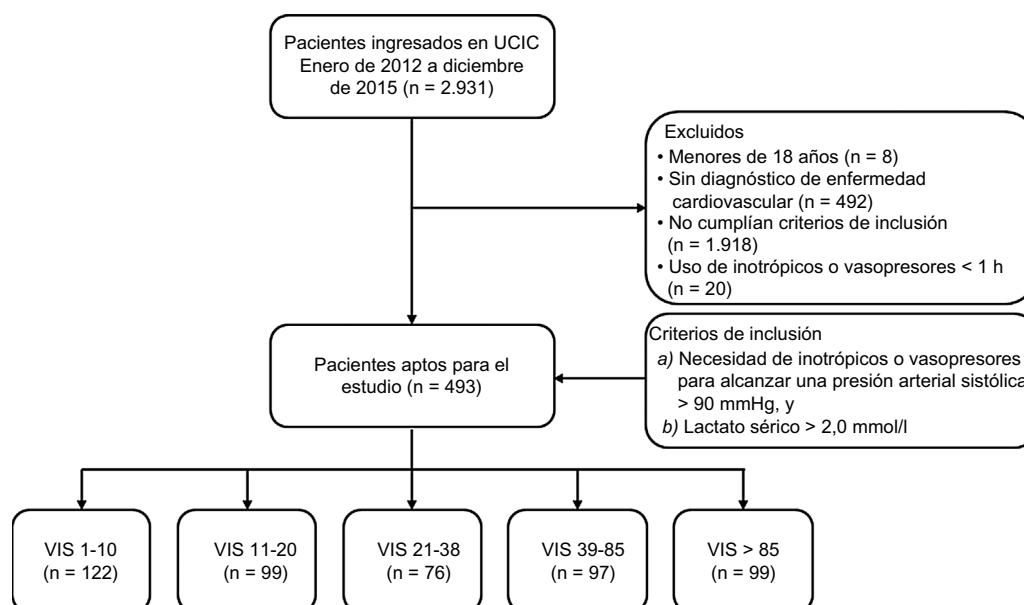 Pacientes ingresados en UCIC
Enero de 2012 a diciembre
de 2015 (n = 2.931)
Excluidos
• Menores de 18 años (n = 8)
• Sin diagnóstico de enfermedad
cardiovascular (n = 492)
• No cumplían criterios de inclusión
(n = 1.918)
• Uso de inotrópicos o vasopresores < 1 h
(n = 20)
Criterios de inclusión
a) Necesidad de inotrópicos o vasopresores
para alcanzar una presión arterial sistólica
> 90 mmHg, y
b) Lactato sérico > 2,0 mmol/l
Pacientes aptos para el
estudio (n = 493)
VIS 1-10
(n = 122)
VIS 11-20
(n = 99)
VIS 21-38
(n = 76)
VIS 39-85
(n = 97)
VIS > 85
(n = 99)